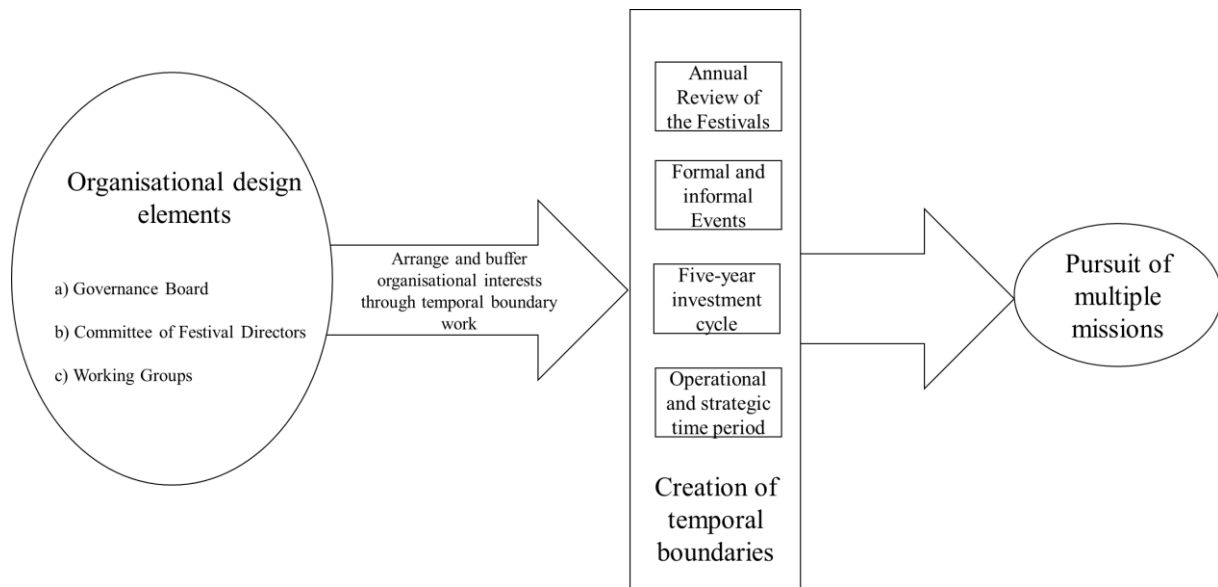 Organisational design
elements
a) Governance Board
b) Committee of Festival Directors
c) Working Groups
Arrange and buffer
organisational interests
through temporal boundary
work
Annual
Review of
the Festivals
Formal and
informal
Events
Five-year
investment
cycle
Operational
and strategic
time period
Creation of
temporal
boundaries
Pursuit of
multiple
missions